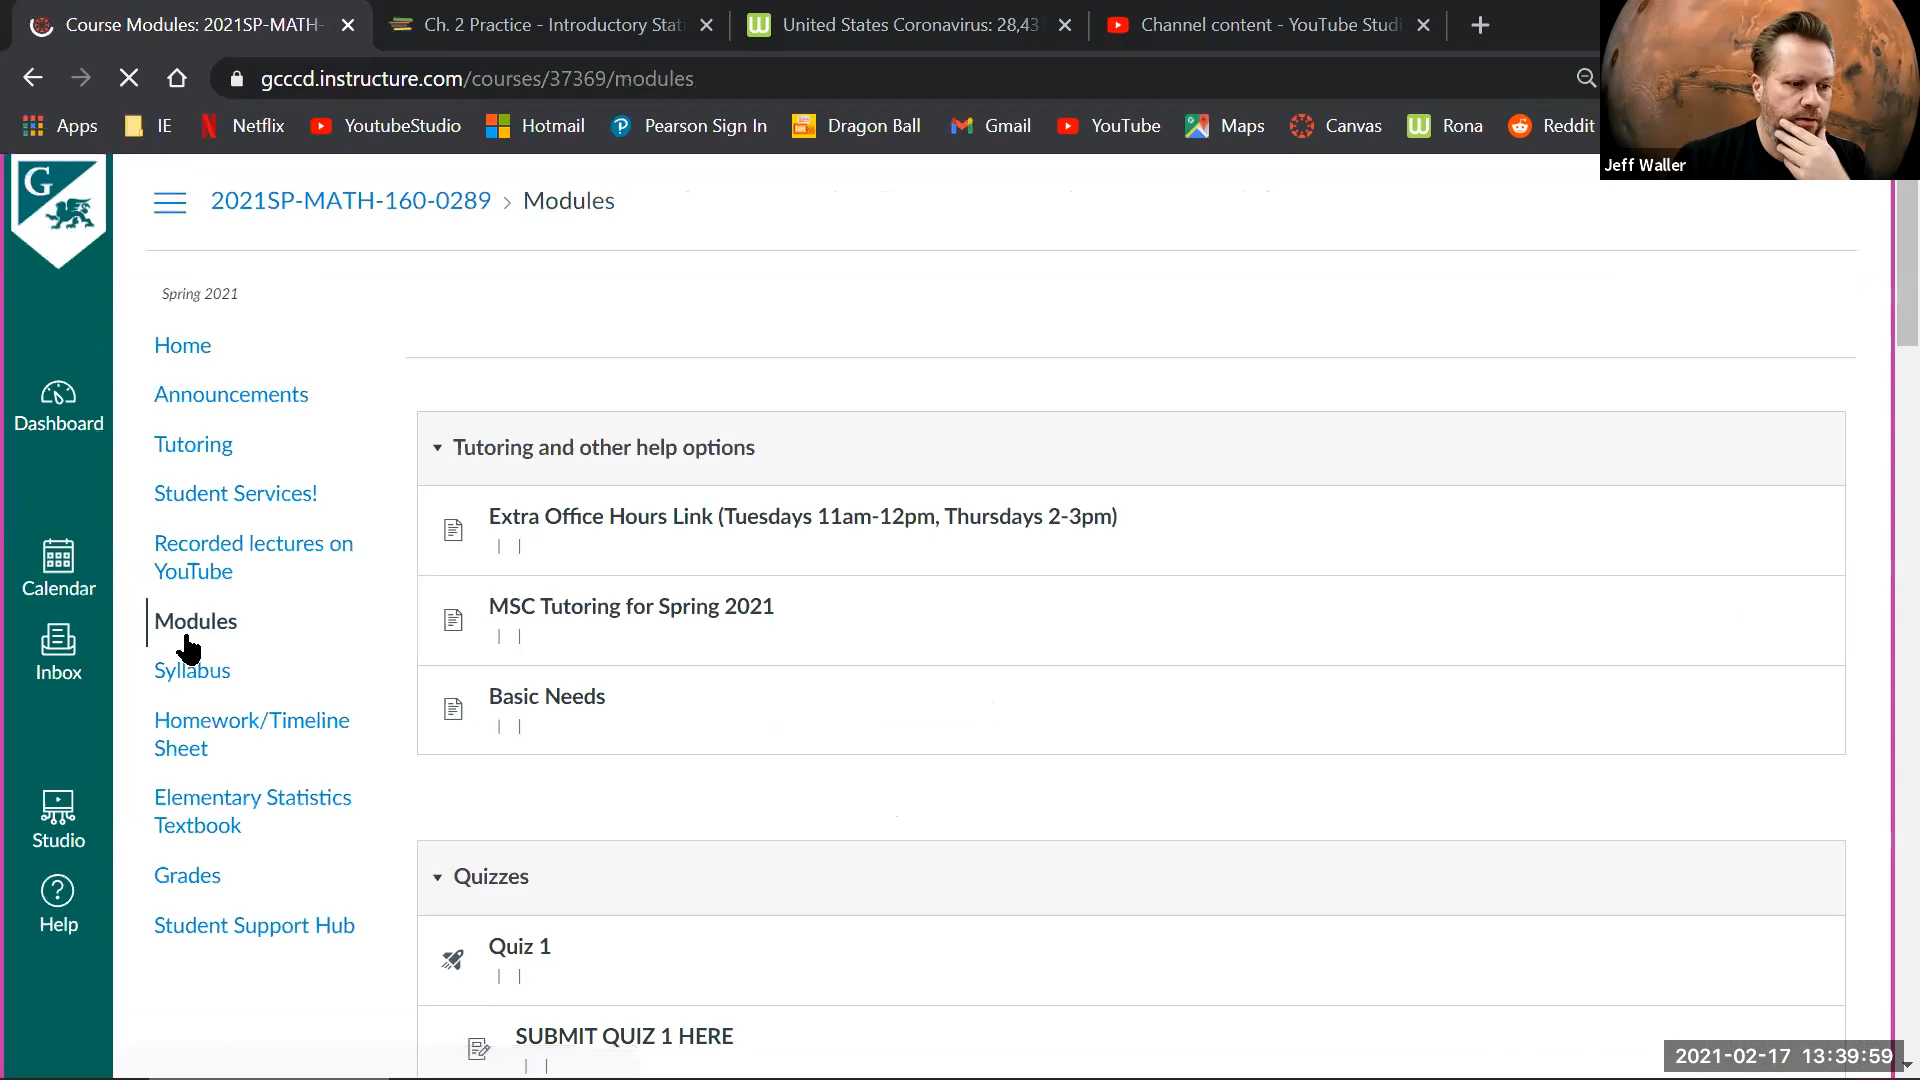 Course Modules: 2021SP-MATH-
Ch. 2 Practice - Introductory Stati
United States Coronavirus: 28,43
Channel content - YouTube Studi
gcccd.instructure.com/courses/37369/modules
Apps
IE
Netflix
YoutubeStudio
Hotmail
Pearson Sign In
Dragon Ball
Gmail
YouTube
Maps
Canvas
Rona
Reddit
Jeff Waller
G
2021SP-MATH-160-0289 > Modules
Spring 2021
Home
Announcements
Tutoring
Student Services!
Recorded lectures on
YouTube
Modules
Syllabus
Homework/Timeline
Sheet
Elementary Statistics
Textbook
Grades
Student Support Hub
Dashboard
Calendar
Inbox
Studio
Help
Tutoring and other help options
Extra Office Hours Link (Tuesdays 11am-12pm, Thursdays 2-3pm)
| |
MSC Tutoring for Spring 2021
| |
Basic Needs
| |
Quizzes
Quiz 1
| |
SUBMIT QUIZ 1 HERE
| |
2021-02-17 13:39:59